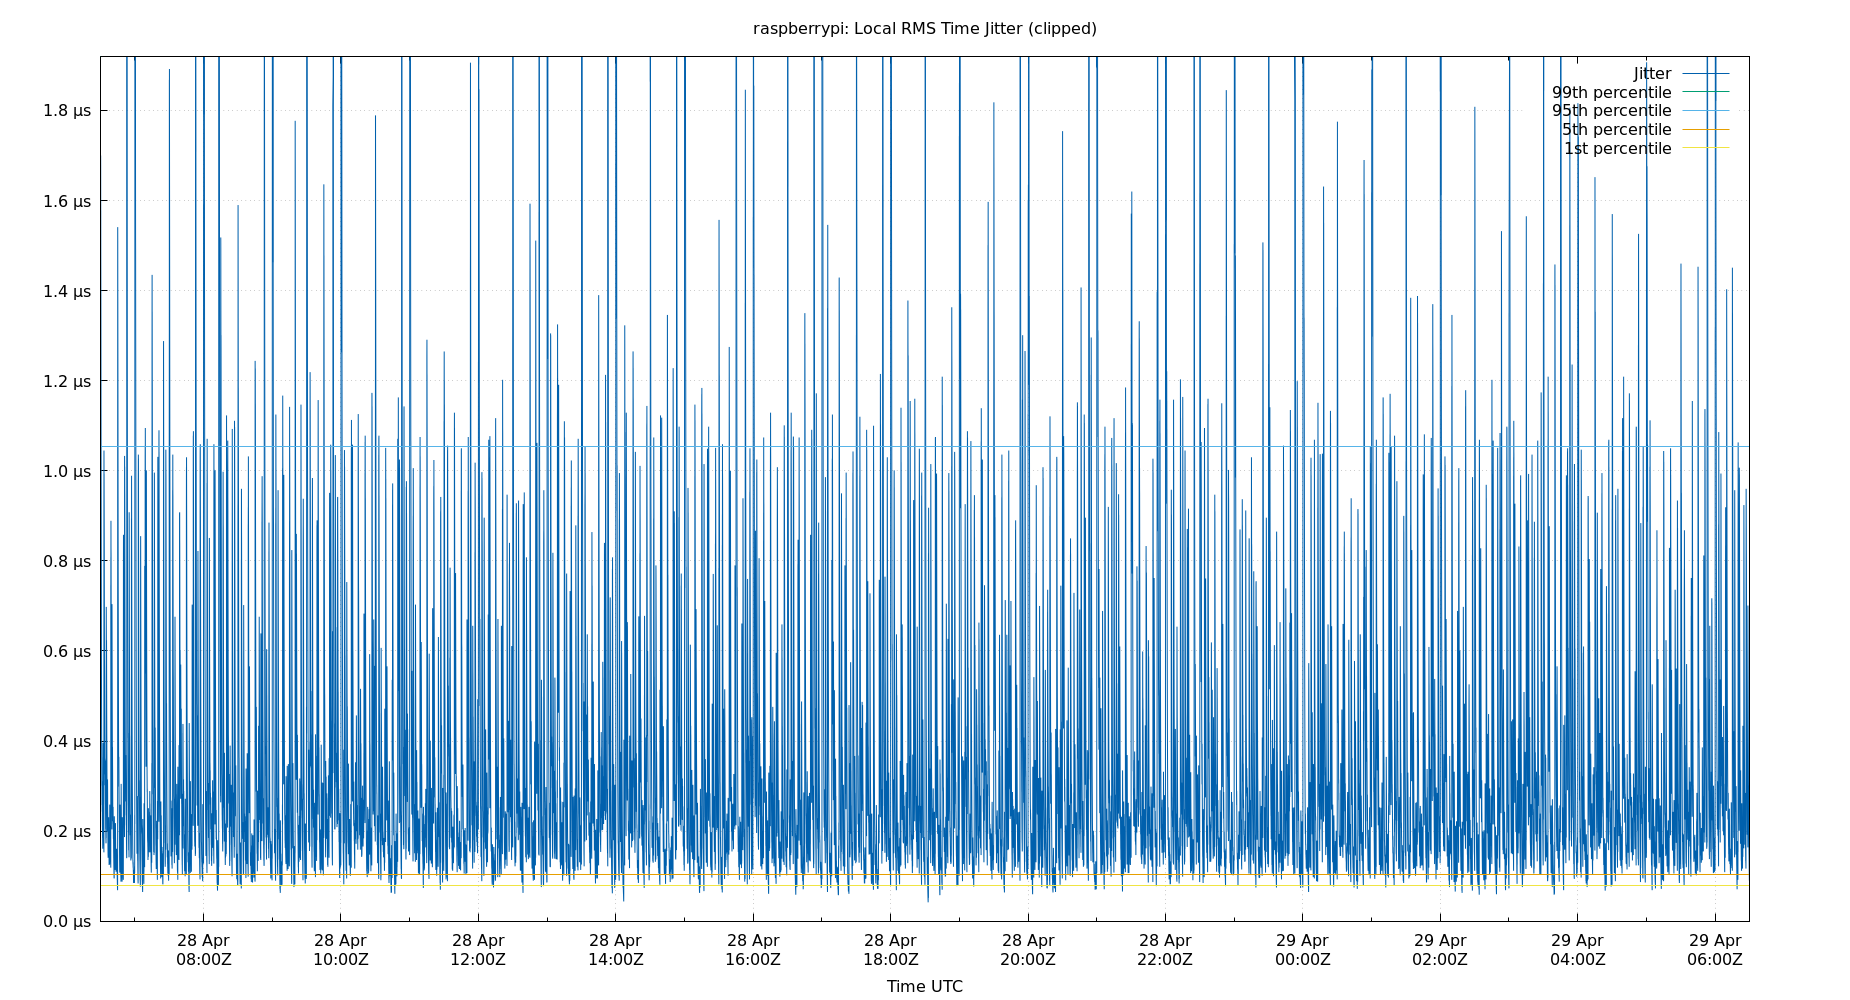 raspberrypi: Local RMS Time Jitter (clipped)
Jitter
99th percentile
95th percentile
5th percentile
1st percentile
1.8 μs
1.6 μs
1.4 μs
1.2 μs
1.0 μs
0.8 μs
0.6 μs
0.4 μs
0.2 μs
0.0 μs
28 Apr 28 Apr 28 Apr 28 Apr 28 Apr 28 Apr 28 Apr 28 Apr 29 Apr 29 Apr 29 Apr 29 Apr
08:00Z 10:00Z 12:00Z 14:00Z 16:00Z 18:00Z 20:00Z 22:00Z 00:00Z 02:00Z 04:00Z 06:00Z
Time UTC